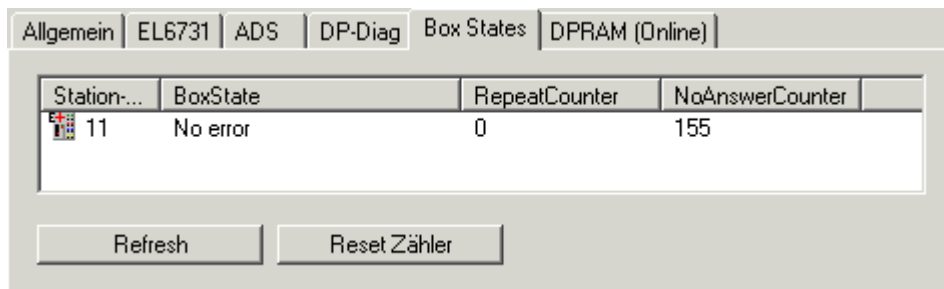 Allgemein EL6731 ADS DP-Diag Box States DPRAM (Online)
Station-... BoxState RepeatCounter NoAnswerCounter
11 No error 0 155
Refresh Reset Zähler